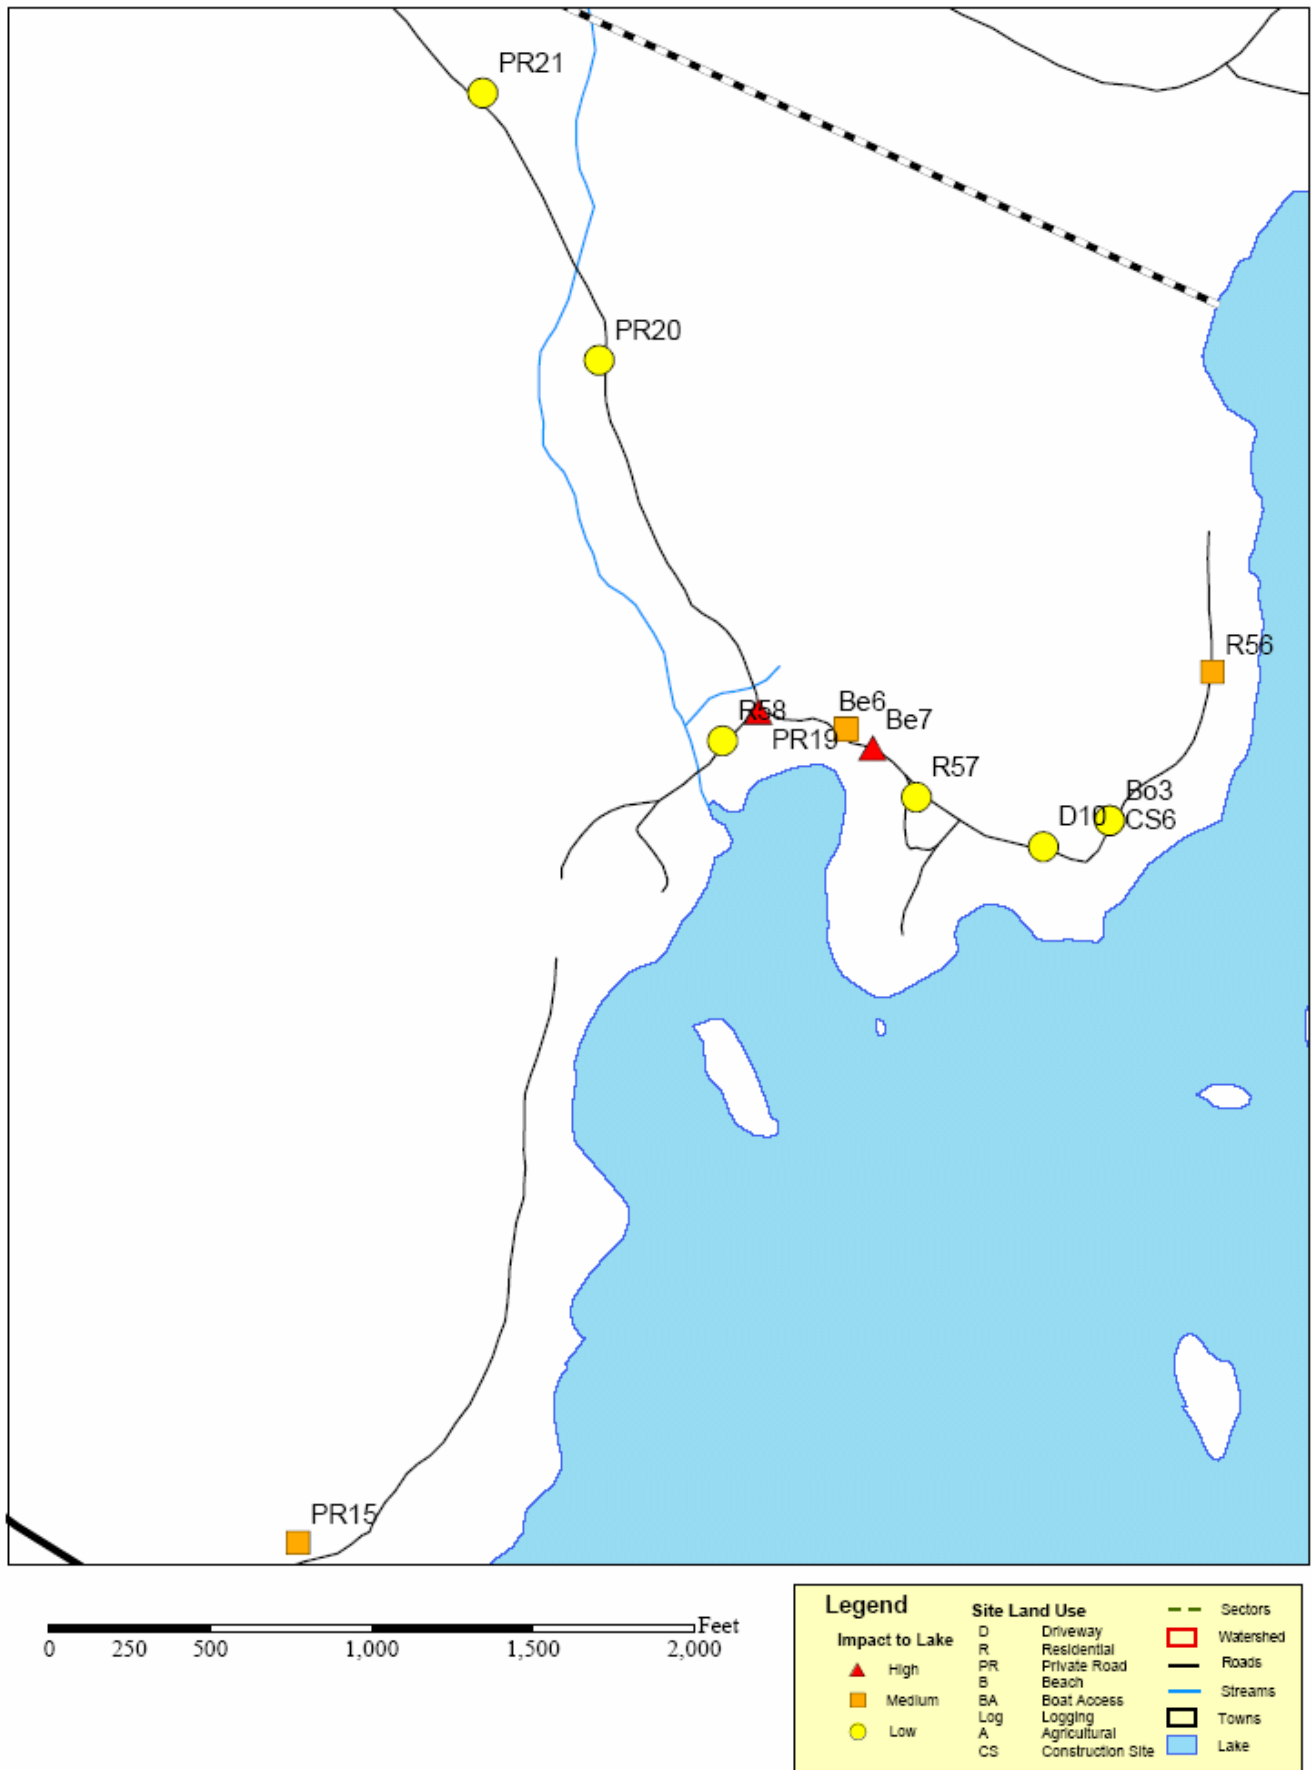 PR21
PR20
R56
Be6
R58
Be7
PR19
R57
Bo3
D10
CS6
PR15
Feet
0 250 500 1,000 1,500 2,000
Legend
Impact to Lake
High
Medium
Low
Site Land Use
D Driveway
R Residential
PR Private Road
B Beach
BA Boat Access
Log Logging
A Agricultural
CS Construction Site
Sectors
Watershed
Roads
Streams
Towns
Lake